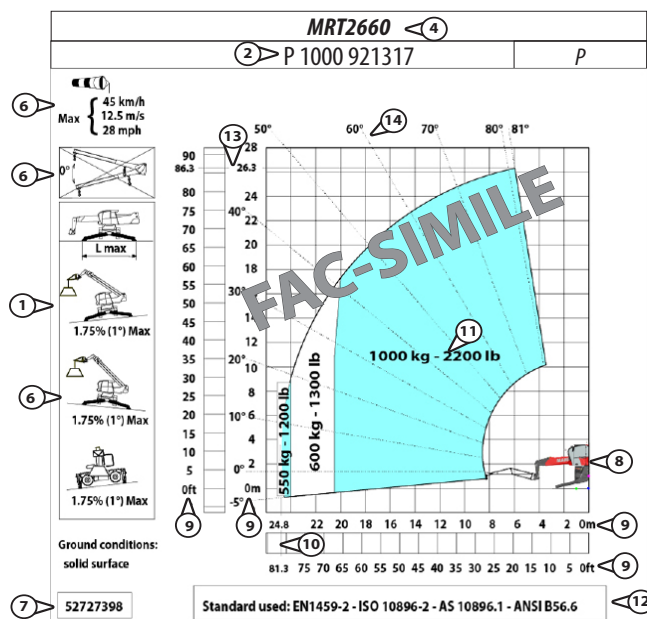 MRT2660
4
2
P 1000 921317
P
6
Max
45 km/h
12.5 m/s
28 mph
6
0°
L max
1
1.75% (1°) Max
6
1.75% (1°) Max
1.75% (1°) Max
Ground conditions:
solid surface
7
52727398
13
14
50°
60°
70°
80°
81°
90
86.3
80
75
70
65
60
55
50
45
40
35
30
25
20
15
10
5
0ft
9
28
26.3
24
22
20
18
16
14
12
10
8
6
4
2
0m
9
40°
30°
20°
10°
0°
-5°
FAC-SIMILE
11
1000 kg - 2200 lb
600 kg - 1300 lb
550 kg - 1200 lb
8
24.8 22 20 18 16 14 12 10 8 6 4 2 0m
9
10
81.3 75 70 65 60 55 50 45 40 35 30 25 20 15 10 5 0ft
9
Standard used: EN1459-2 - ISO 10896-2 - AS 10896.1 - ANSI B56.6
12